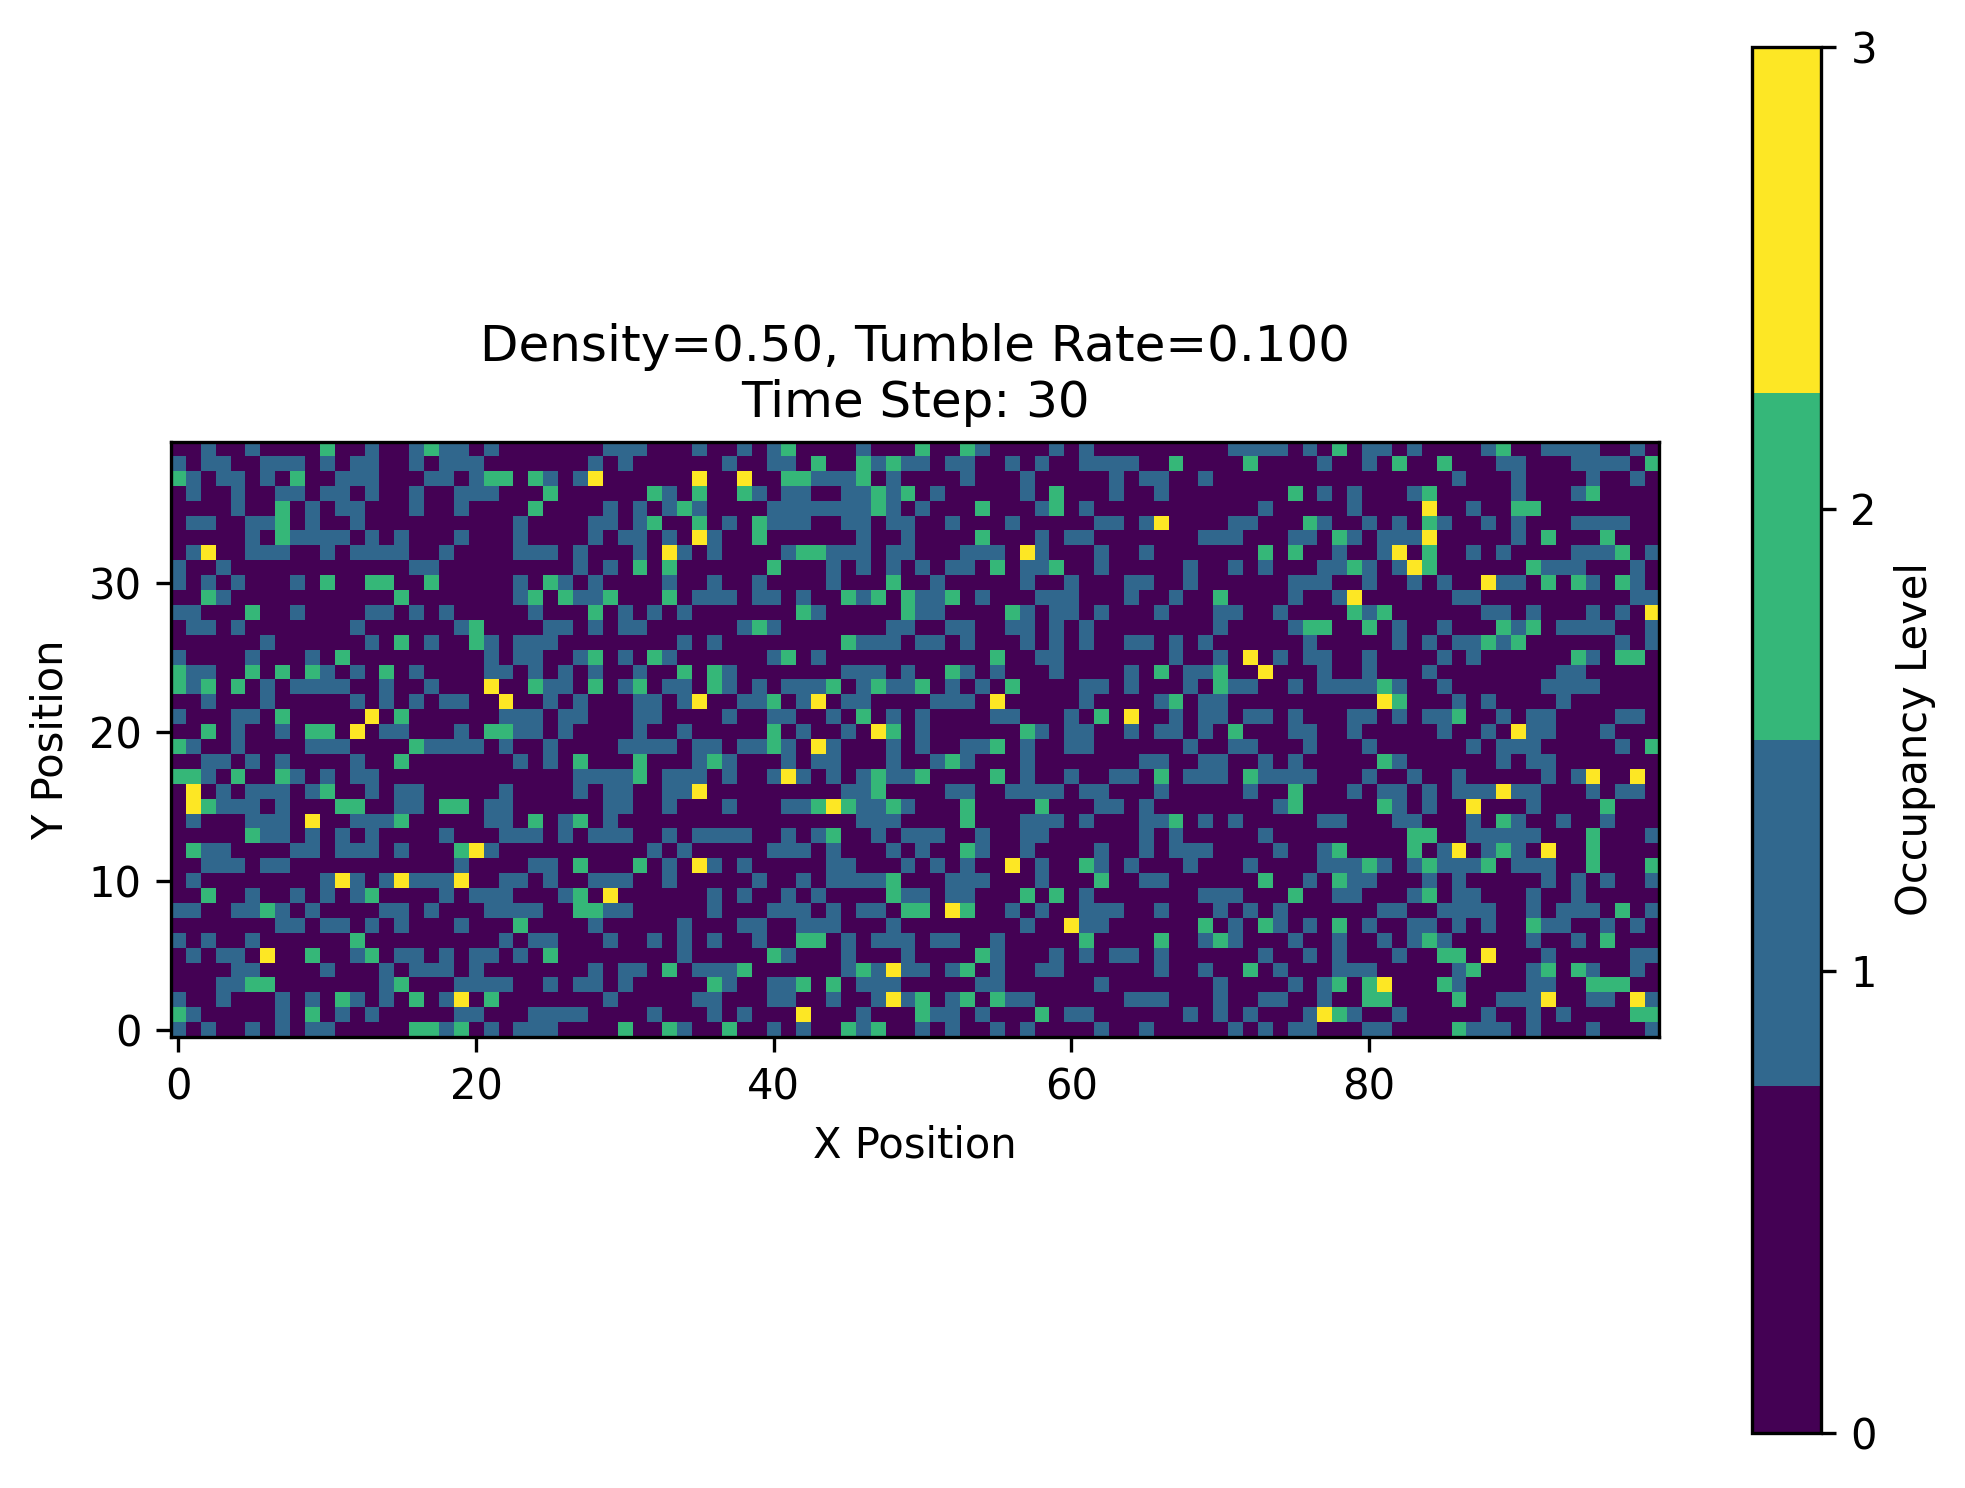 Density=0.50, Tumble Rate=0.100
Time Step: 30
Y Position
30
20
10
0
0 20 40 60 80
X Position
3
2
1
0
Occupancy Level